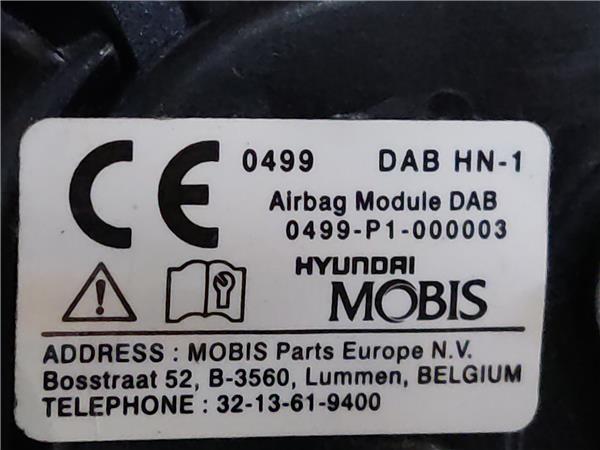 CE 0499 DAB HN-1
Airbag Module DAB
0499-P1-000003
HYUNDAI
MOBIS
ADDRESS : MOBIS Parts Europe N.V.
Bosstraat 52, B-3560, Lummen, BELGIUM
TELEPHONE : 32-13-61-9400